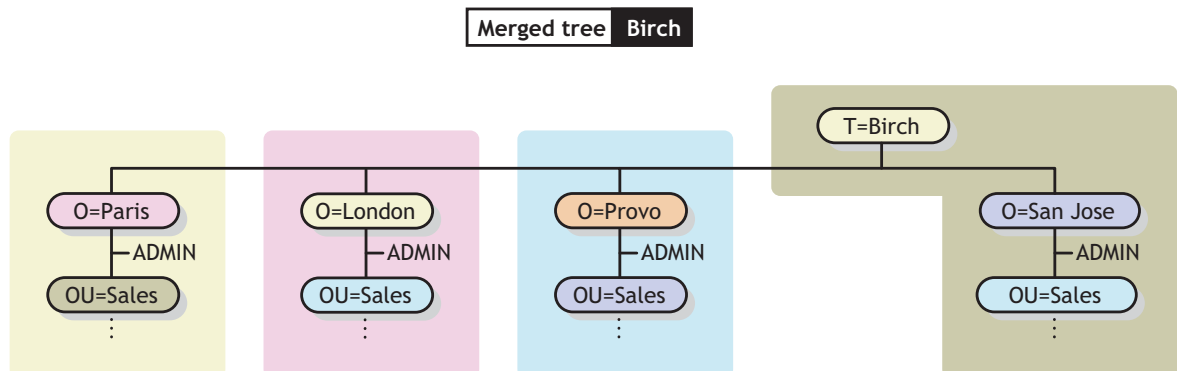 Merged tree Birch
T=Birch
O=Paris O=London O=Provo O=San Jose
ADMIN ADMIN ADMIN ADMIN
OU=Sales OU=Sales OU=Sales OU=Sales